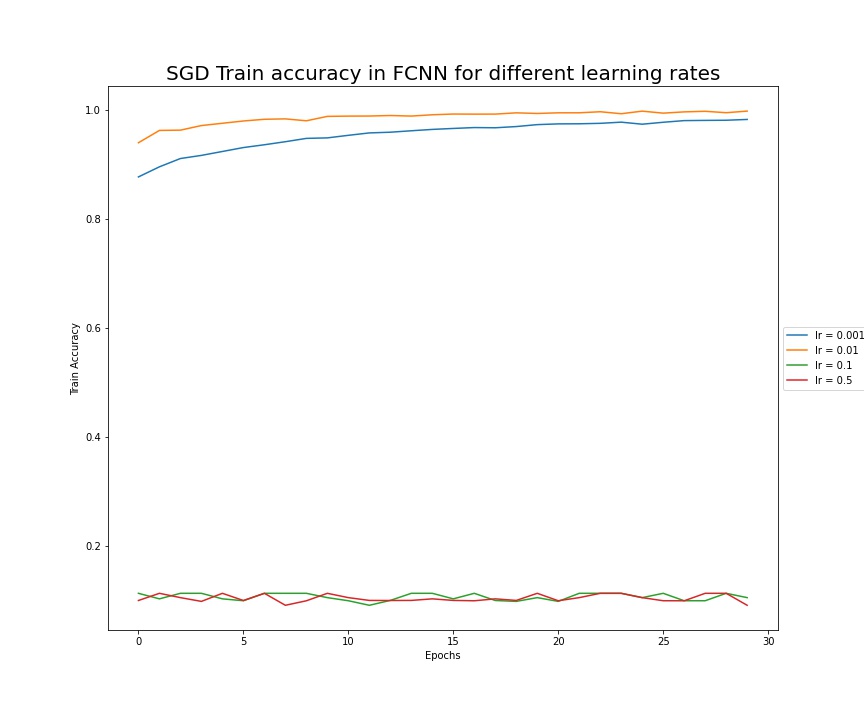 SGD Train accuracy in FCNN for different learning rates
1.0
0.8
0.6
0.4
0.2
Train Accuracy
0
5
10
15
20
25
30
Epochs
lr = 0.001
lr = 0.01
lr = 0.1
lr = 0.5